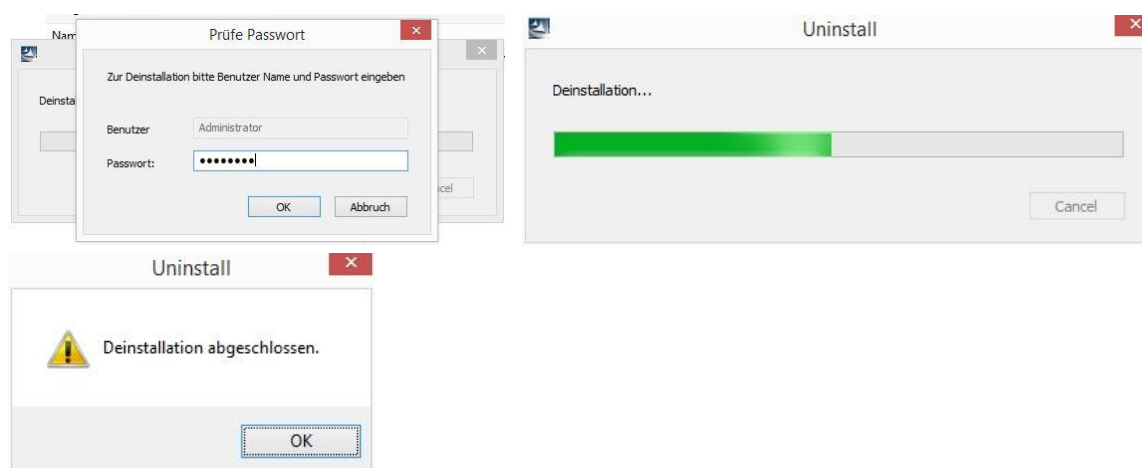 Nam
Prüfe Passwort
Zur Deinstallation bitte Benutzer Name und Passwort eingeben
Deinsta
Benutzer
Administrator
Passwort:
OK
Abbruch
cel
Uninstall
Deinstallation...
Cancel
Uninstall
Deinstallation abgeschlossen.
OK